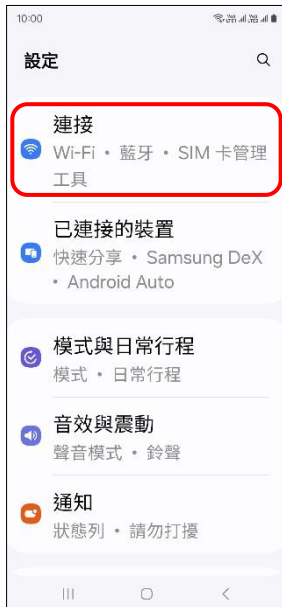 10:00
設定
連接
Wi-Fi • 藍牙 • SIM 卡管理
工具
已連接的裝置
快速分享 • Samsung DeX
• Android Auto
模式與日常行程
模式 • 日常行程
音效與震動
聲音模式 • 鈴聲
通知
狀態列 • 請勿打擾